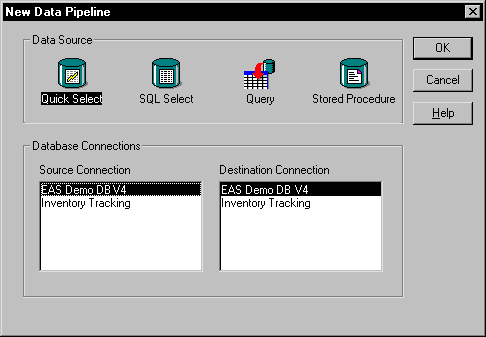 New Data Pipeline
Data Source
OK
Quick Select SQL Select Query Stored Procedure
Cancel
Help
Database Connections
Source Connection Destination Connection
EAS Demo DB V4 EAS Demo DB V4
Inventory Tracking Inventory Tracking